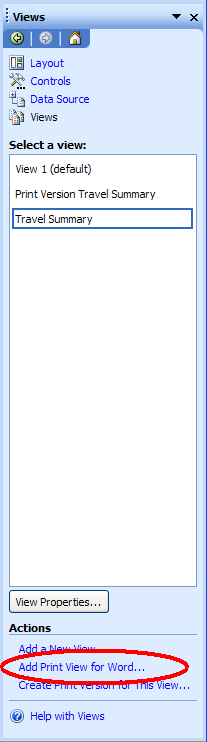 Views
Layout
Controls
Data Source
Views
Select a view:
View 1 (default)
Print Version Travel Summary
Travel Summary
View Properties...
Actions
Add a New View...
Add Print View for Word...
Create Print Version for This View...
Help with Views